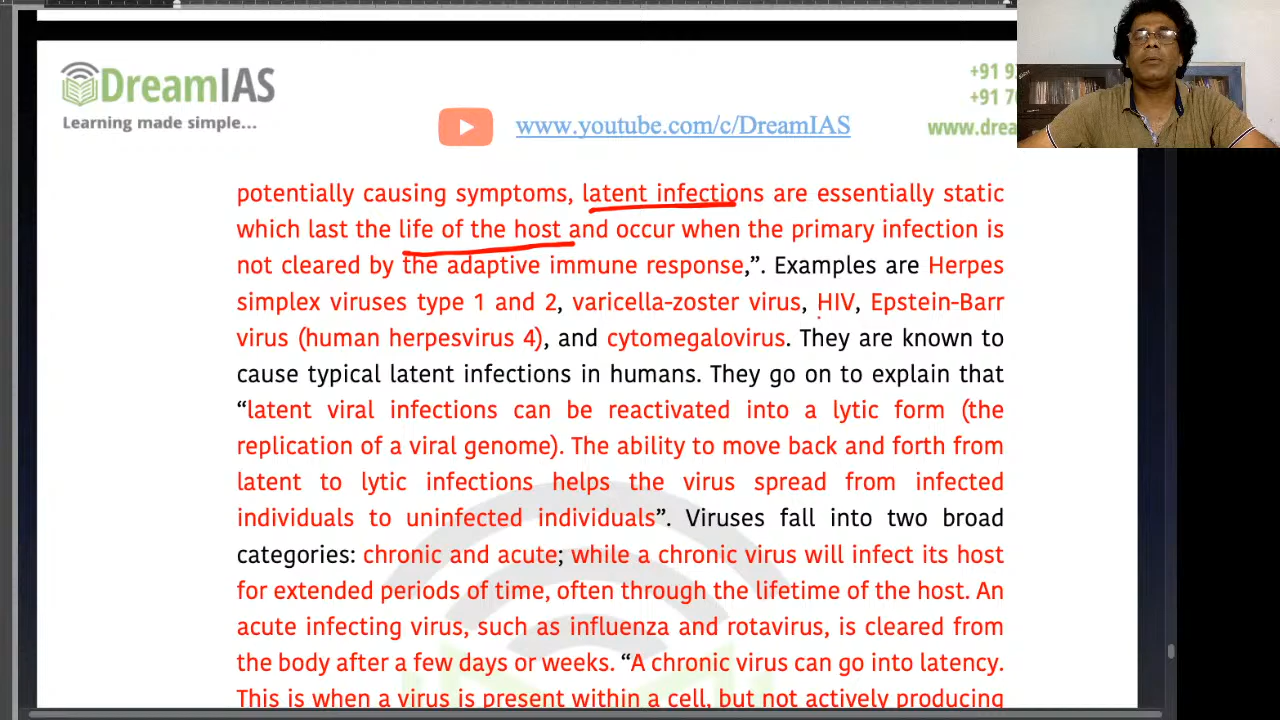 DreamIAS
Learning made simple...
+91 9
+91 7
www.youtube.com/c/DreamIAS
www.drea
potentially causing symptoms, latent infections are essentially static
which last the life of the host and occur when the primary infection is
not cleared by the adaptive immune response,”. Examples are Herpes
simplex viruses type 1 and 2, varicella-zoster virus, HIV, Epstein-Barr
virus (human herpesvirus 4), and cytomegalovirus. They are known to
cause typical latent infections in humans. They go on to explain that
“latent viral infections can be reactivated into a lytic form (the
replication of a viral genome). The ability to move back and forth from
latent to lytic infections helps the virus spread from infected
individuals to uninfected individuals”. Viruses fall into two broad
categories: chronic and acute; while a chronic virus will infect its host
for extended periods of time, often through the lifetime of the host. An
acute infecting virus, such as influenza and rotavirus, is cleared from
the body after a few days or weeks. “A chronic virus can go into latency.
This is when a virus is present within a cell, but not actively producing